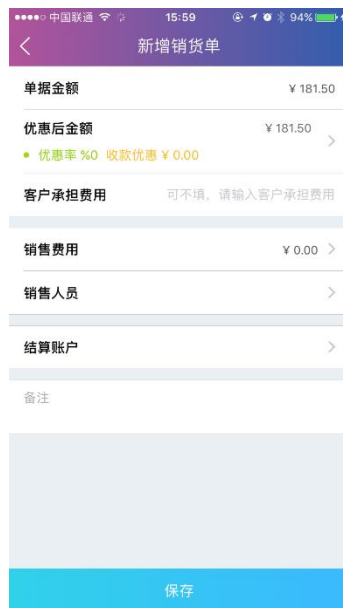 中国联通 15:59 94%
新增销货单
单据金额 ¥ 181.50
优惠后金额 ¥ 181.50
优惠率 %0 收款优惠 ¥ 0.00
客户承担费用 可不填，请输入客户承担费用
销售费用 ¥ 0.00
销售人员
结算账户
备注
保存